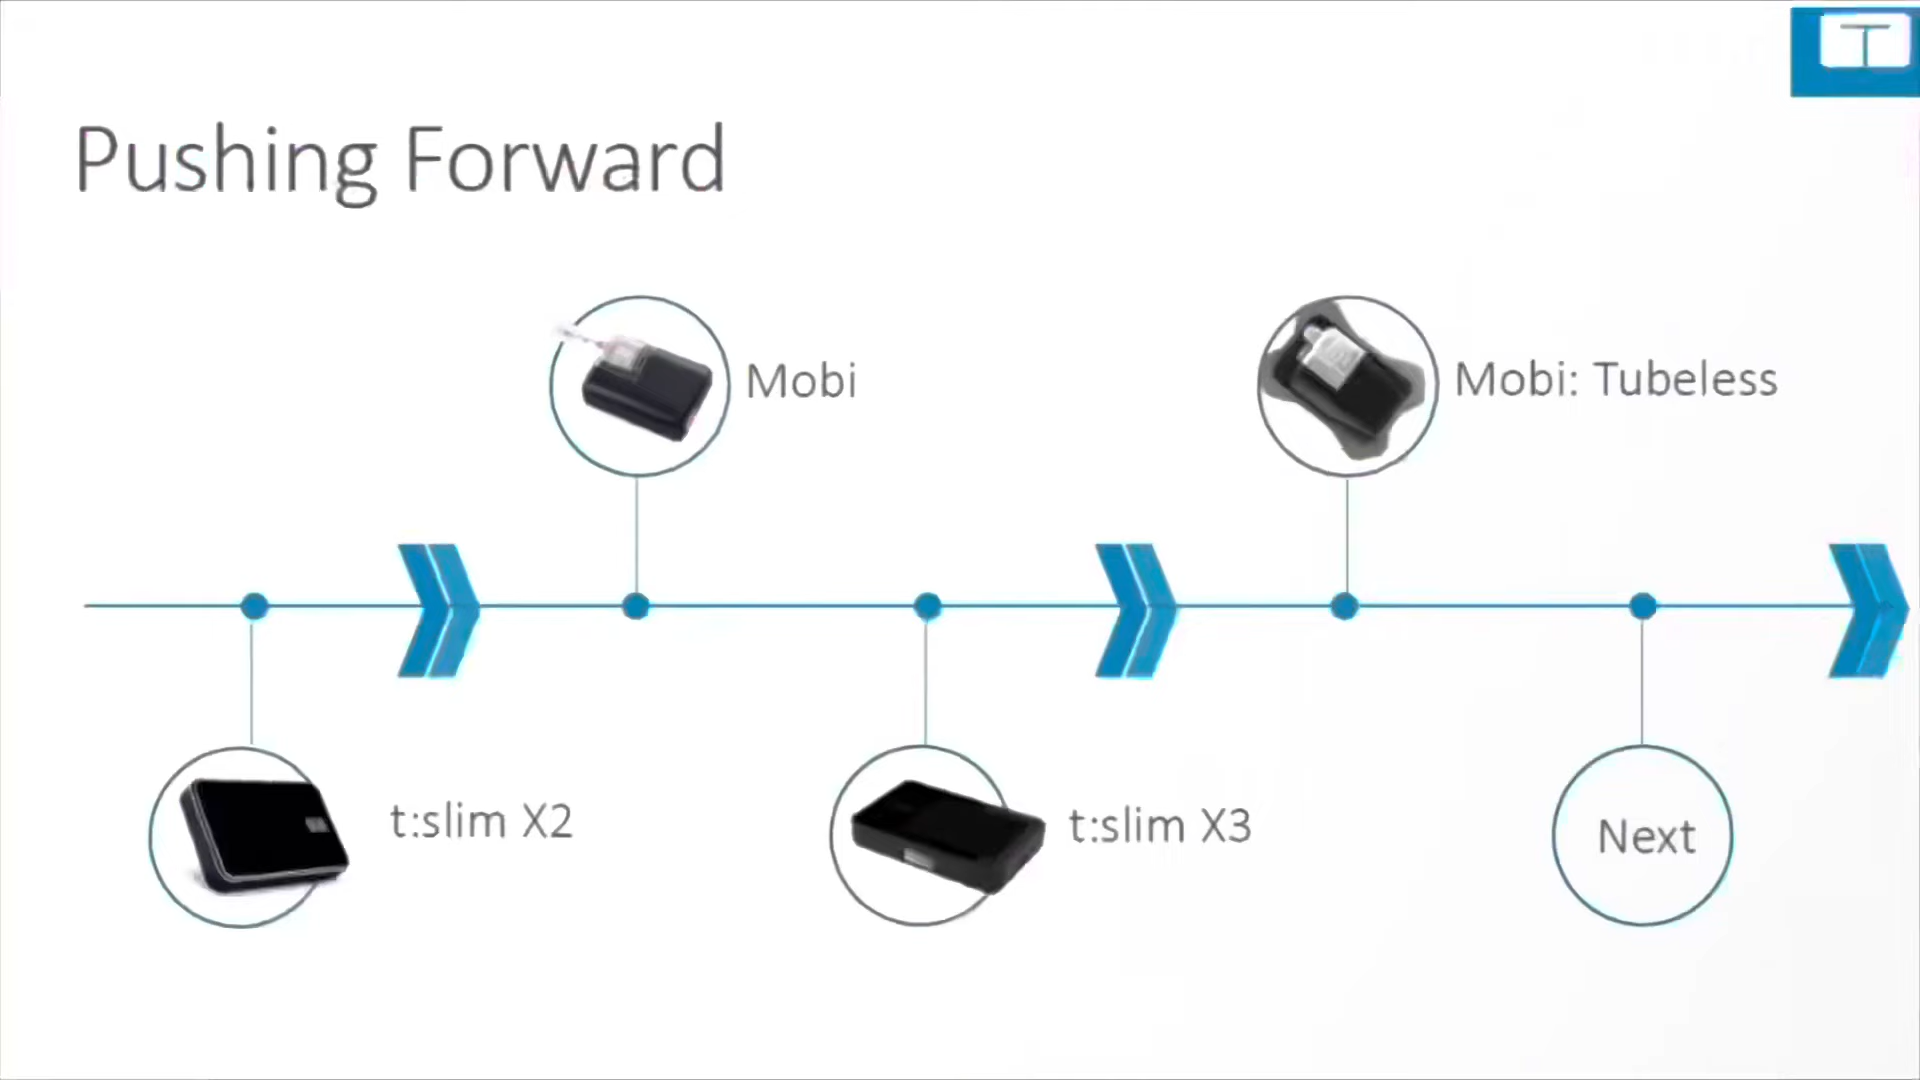 T
Pushing Forward
Mobi
Mobi: Tubeless
t:slim X2
t:slim X3
Next